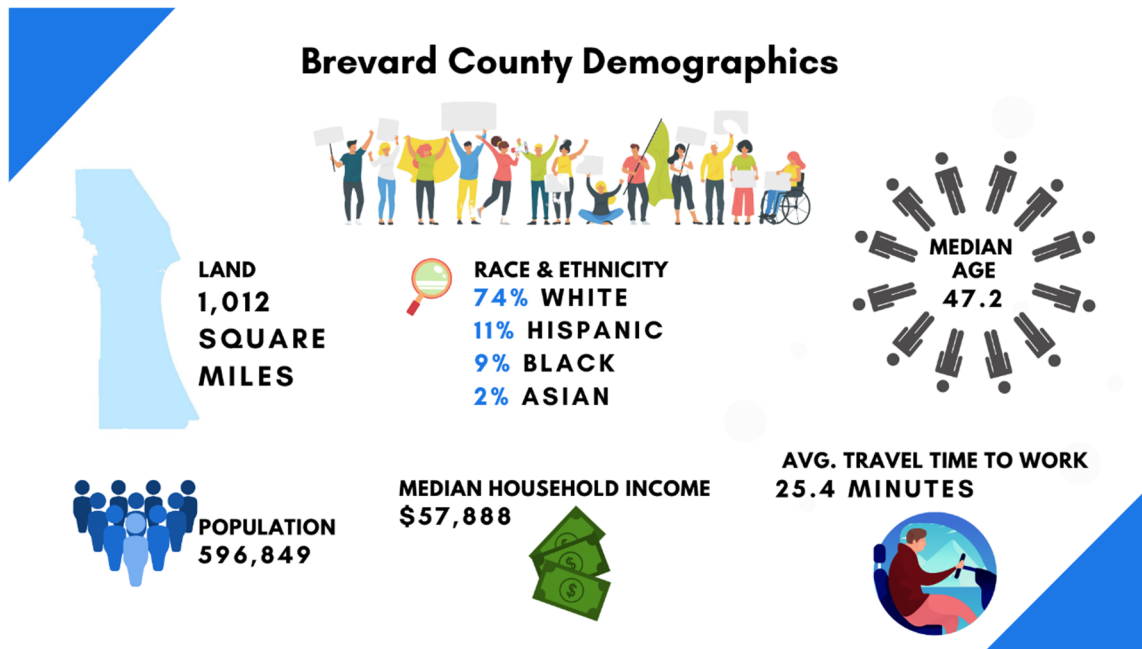 Brevard County Demographics
LAND
1,012
SQUARE
MILES
RACE & ETHNICITY
74% WHITE
11% HISPANIC
9% BLACK
2% ASIAN
MEDIAN
AGE
47.2
POPULATION
596,849
MEDIAN HOUSEHOLD INCOME
$57,888
$
$
$
AVG. TRAVEL TIME TO WORK
25.4 MINUTES